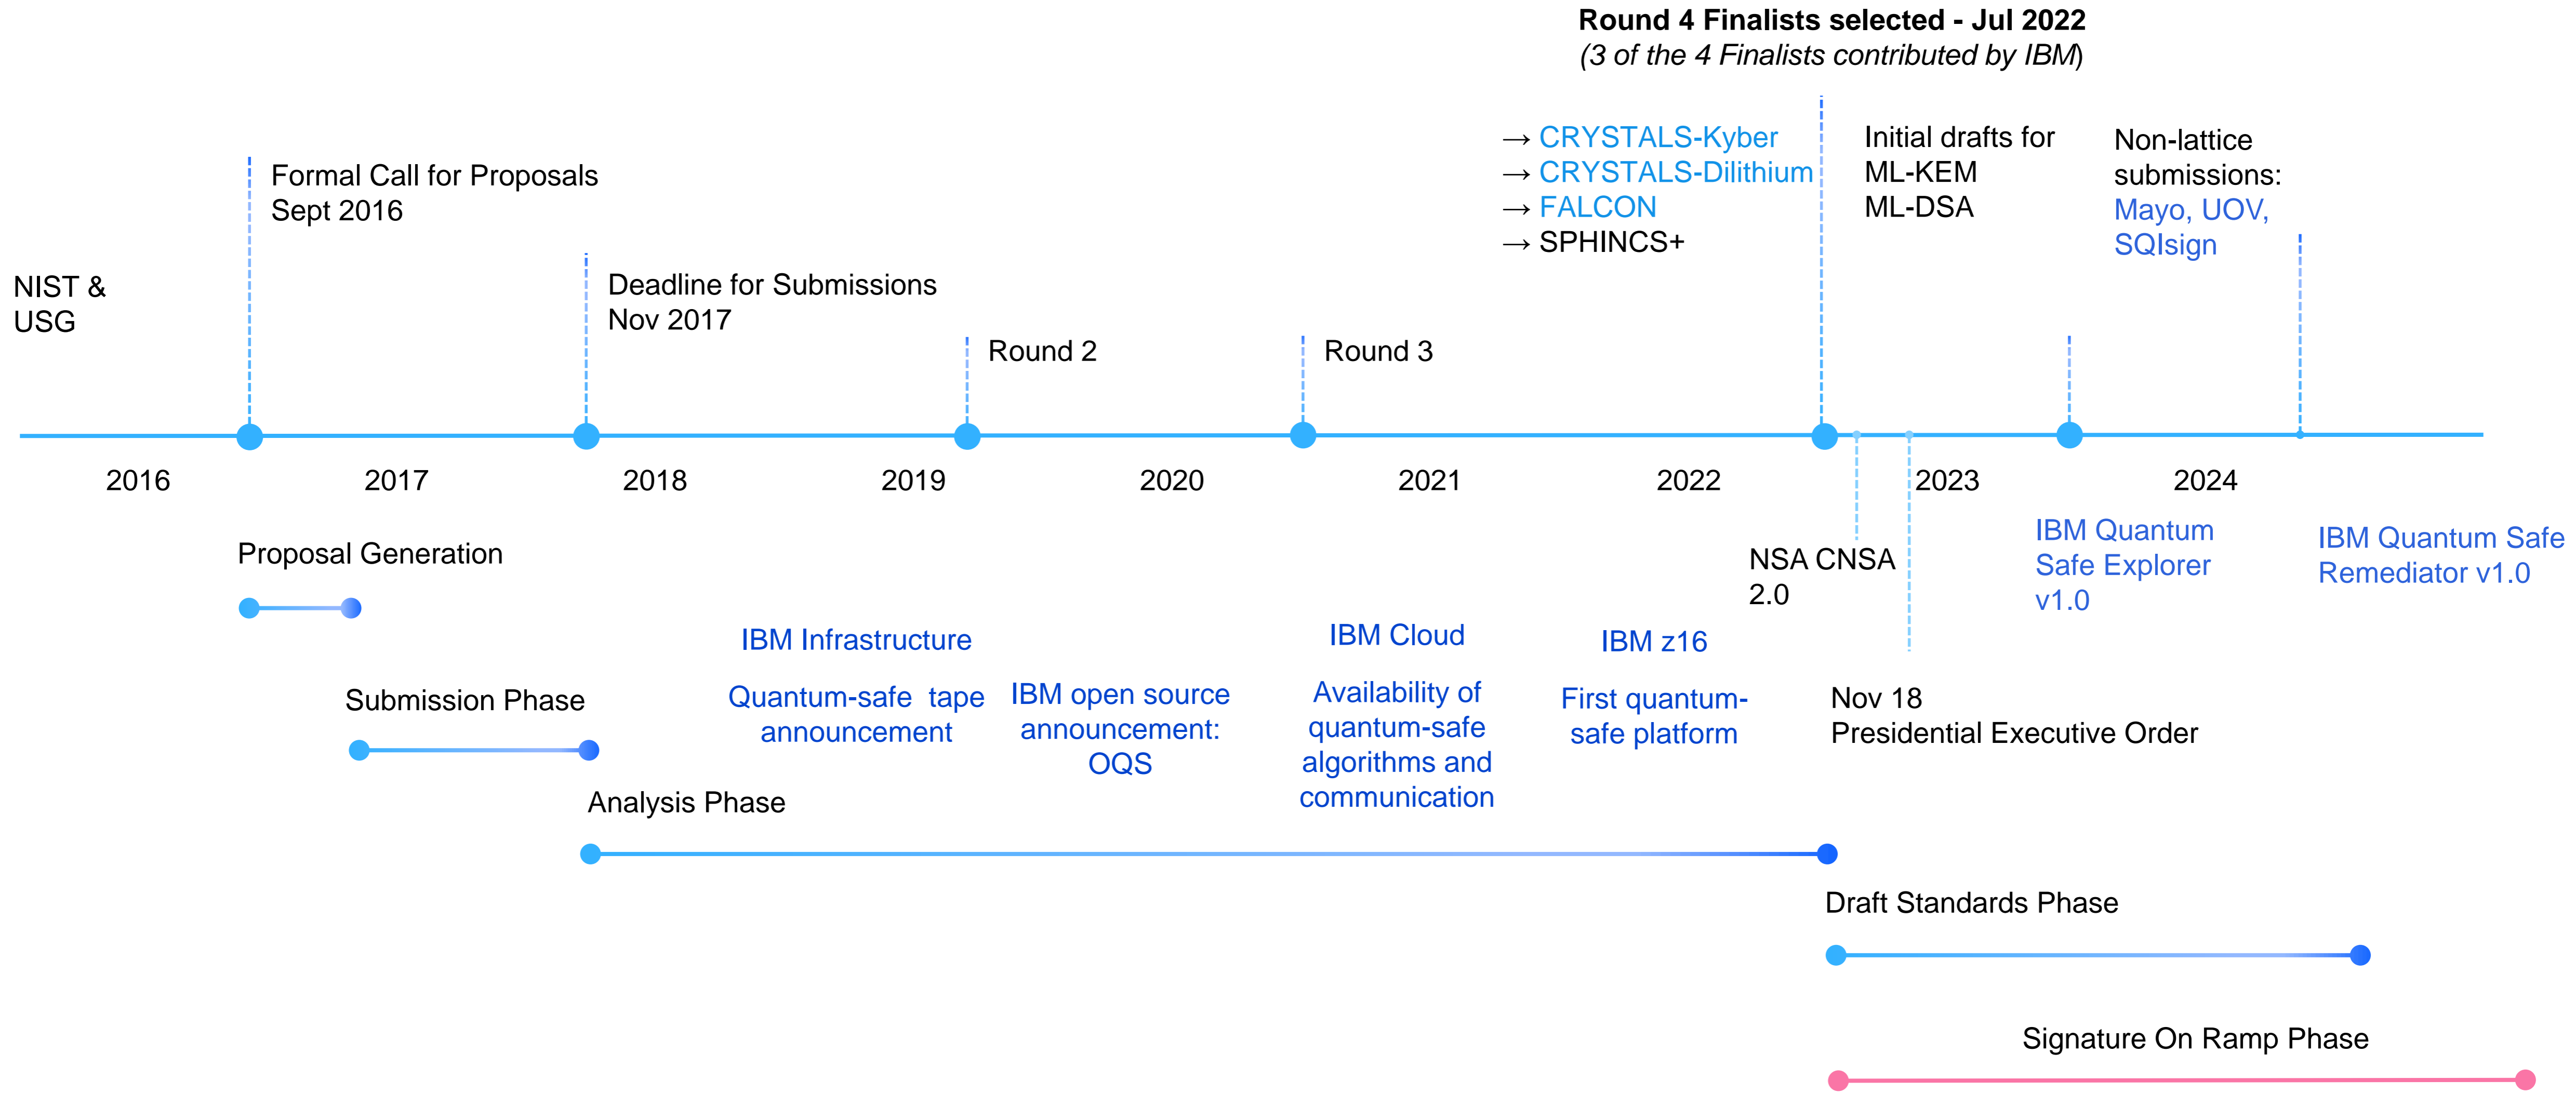 Round 4 Finalists selected - Jul 2022
(3 of the 4 Finalists contributed by IBM)
→ CRYSTALS-Kyber
→ CRYSTALS-Dilithium
→ FALCON
→ SPHINCS+
Initial drafts for
ML-KEM
ML-DSA
Non-lattice
submissions:
Mayo, UOV,
SQIsign
Formal Call for Proposals
Sept 2016
NIST &
USG
Deadline for Submissions
Nov 2017
Round 2
Round 3
2016
2017
2018
2019
2020
2021
2022
2023
2024
Proposal Generation
NSA CNSA
2.0
IBM Quantum
Safe Explorer
v1.0
IBM Quantum Safe
Remediator v1.0
Submission Phase
IBM Infrastructure
Quantum-safe tape
announcement
IBM open source
announcement:
OQS
IBM Cloud
Availability of
quantum-safe
algorithms and
communication
IBM z16
First quantum-
safe platform
Nov 18
Presidential Executive Order
Analysis Phase
Draft Standards Phase
Signature On Ramp Phase